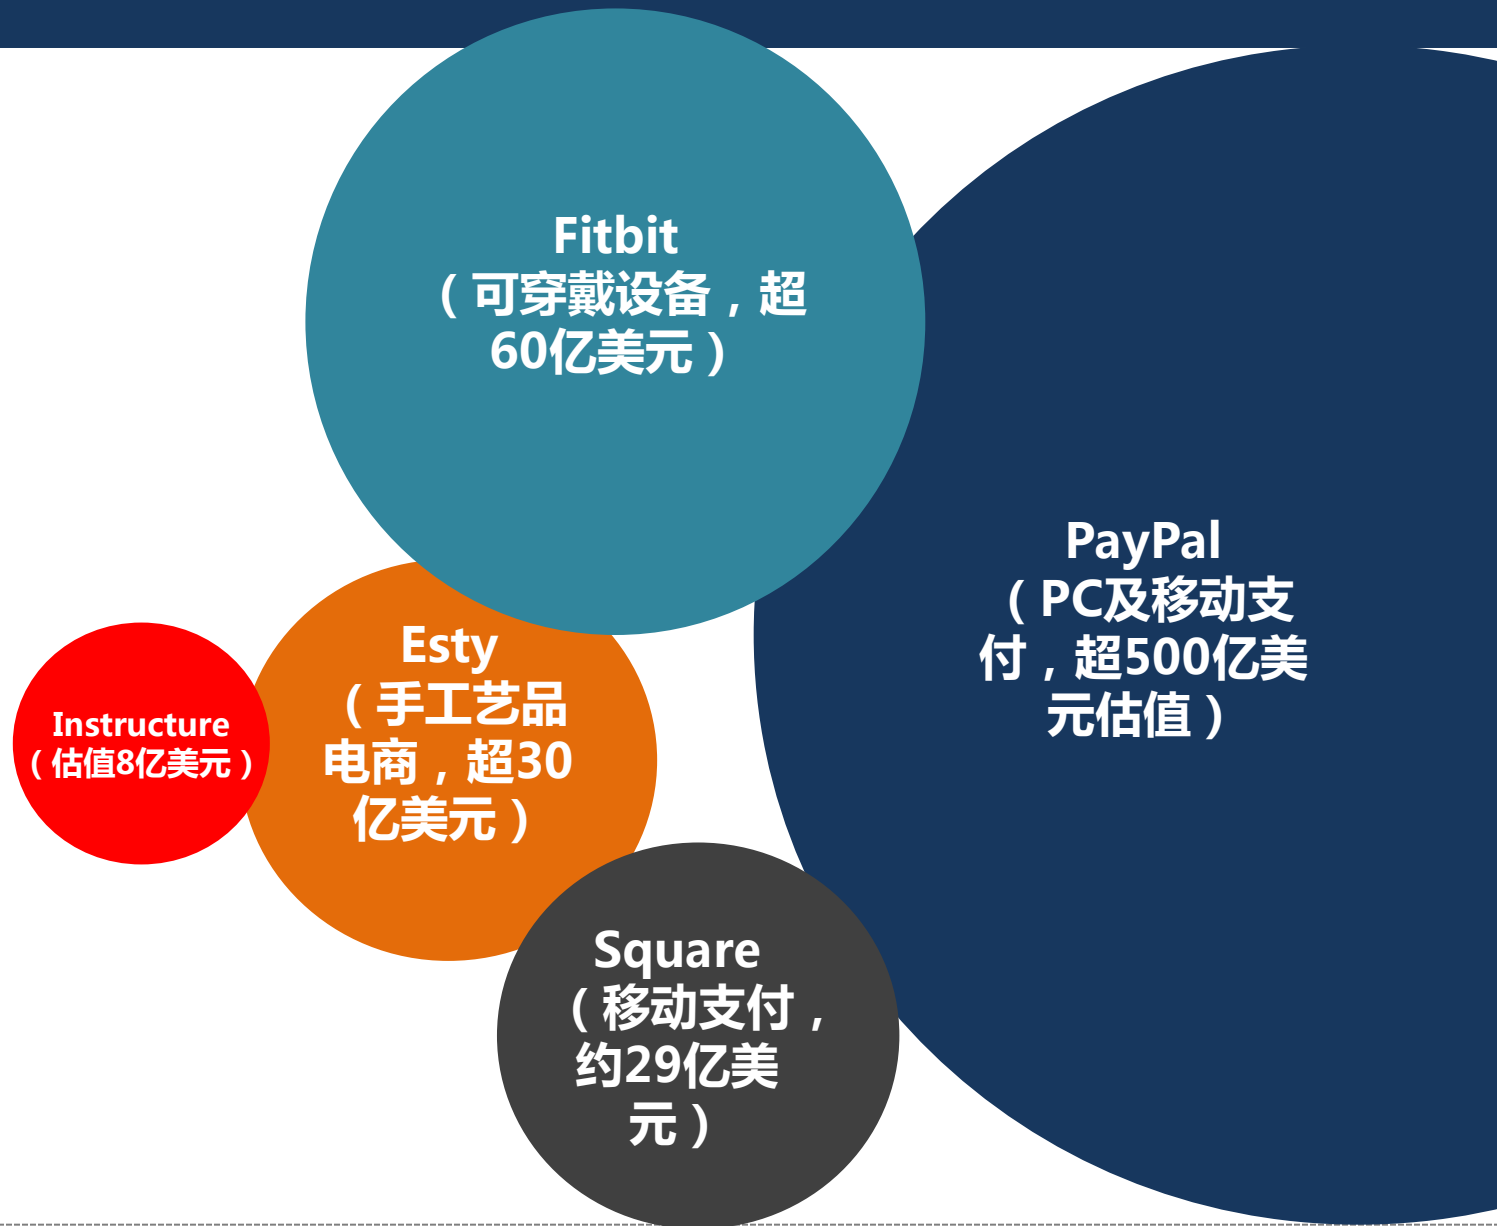 Fitbit
（可穿戴设备，超
60亿美元）
PayPal
（PC及移动支
付，超500亿美
元估值）
Esty
（手工艺品
电商，超30
亿美元）
Instructure
（估值8亿美元）
Square
（移动支付，
约29亿美
元）